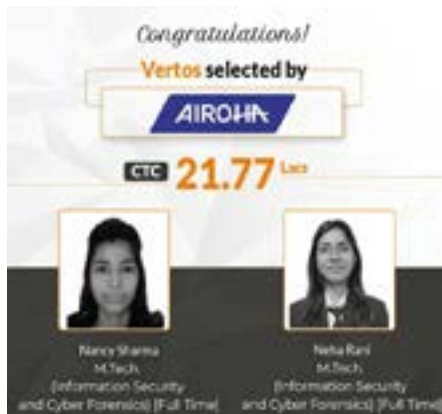 Congratulations!
Vertos selected by
AIROHA
CTC 21.77 Lacs
Nancy Sharma
M.Tech.
(Information Security
and Cyber Forensics) [Full Time]
Neha Rani
M.Tech.
(Information Security
and Cyber Forensics) [Full Time]